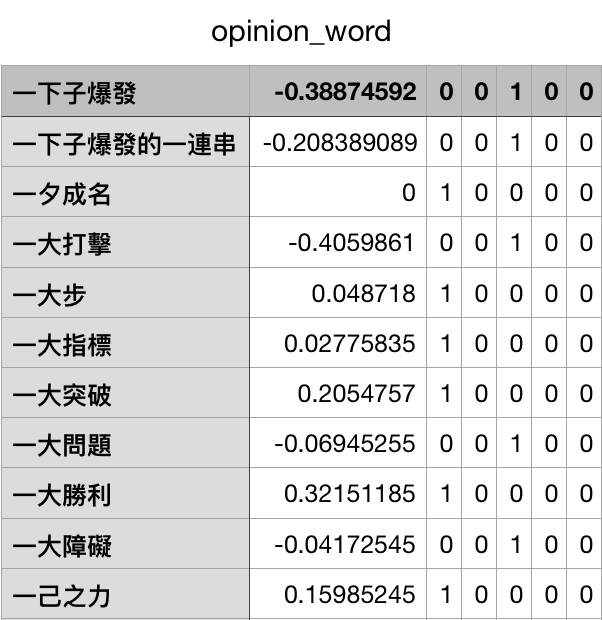 opinion_word
一下子爆發 -0.38874592 0 0 1 0 0
一下子爆發的一連串 -0.208389089 0 0 1 0 0
一夕成名 0 1 0 0 0 0
一大打擊 -0.4059861 0 0 1 0 0
一大步 0.048718 1 0 0 0 0
一大指標 0.02775835 1 0 0 0 0
一大突破 0.2054757 1 0 0 0 0
一大問題 -0.06945255 0 0 1 0 0
一大勝利 0.32151185 1 0 0 0 0
一大障礙 -0.04172545 0 0 1 0 0
一己之力 0.15985245 1 0 0 0 0